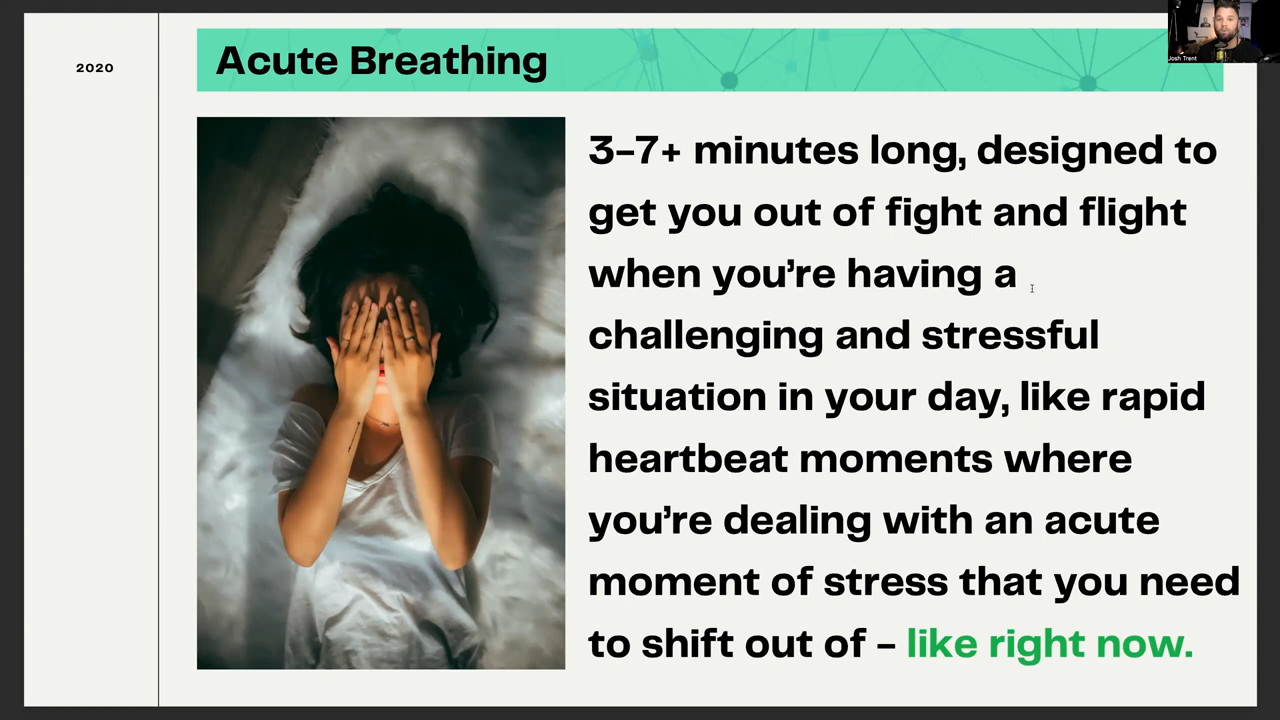 2020
Acute Breathing
Josh Trent
3–7+ minutes long, designed to
get you out of fight and flight
when you’re having a
challenging and stressful
situation in your day, like rapid
heartbeat moments where
you’re dealing with an acute
moment of stress that you need
to shift out of – like right now.